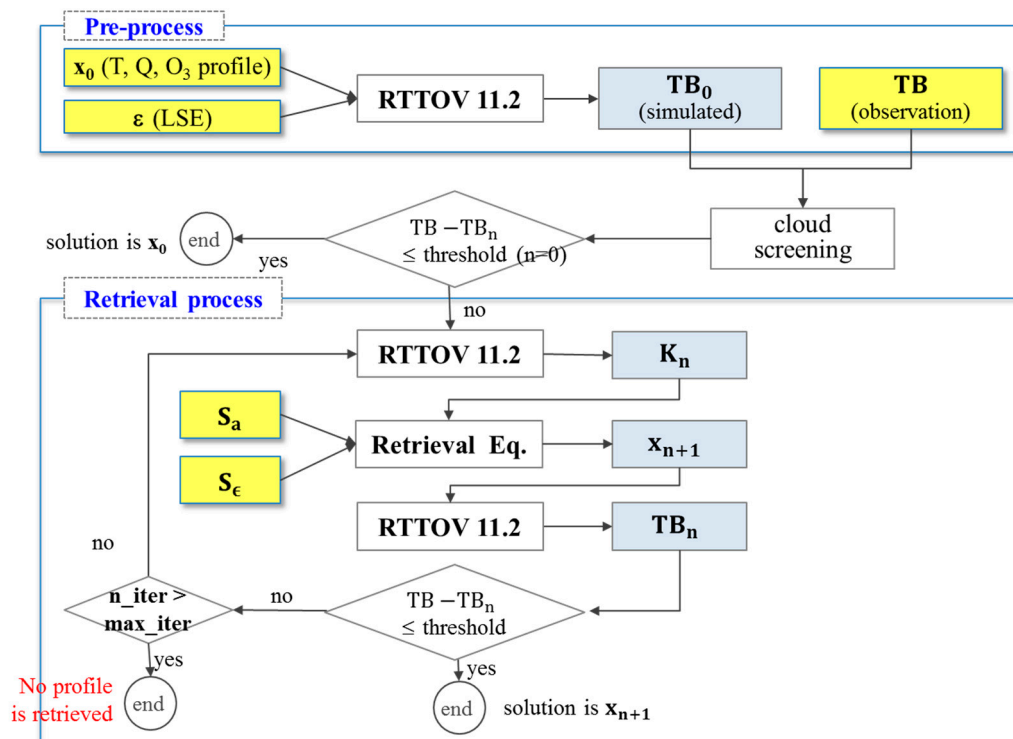 Pre-process
x₀ (T, Q, O₃ profile)
ε (LSE)
RTTOV 11.2
TB₀
(simulated)
TB
(observation)
cloud
screening
TB −TBₙ
≤ threshold (n=0)
yes
end
solution is x₀
no
Retrieval process
RTTOV 11.2
Kₙ
Sₐ
S_ϵ
Retrieval Eq.
xₙ₊₁
RTTOV 11.2
TBₙ
TB −TBₙ
≤ threshold
no
n_iter >
max_iter
no
yes
end
No profile
is retrieved
yes
end
solution is xₙ₊₁